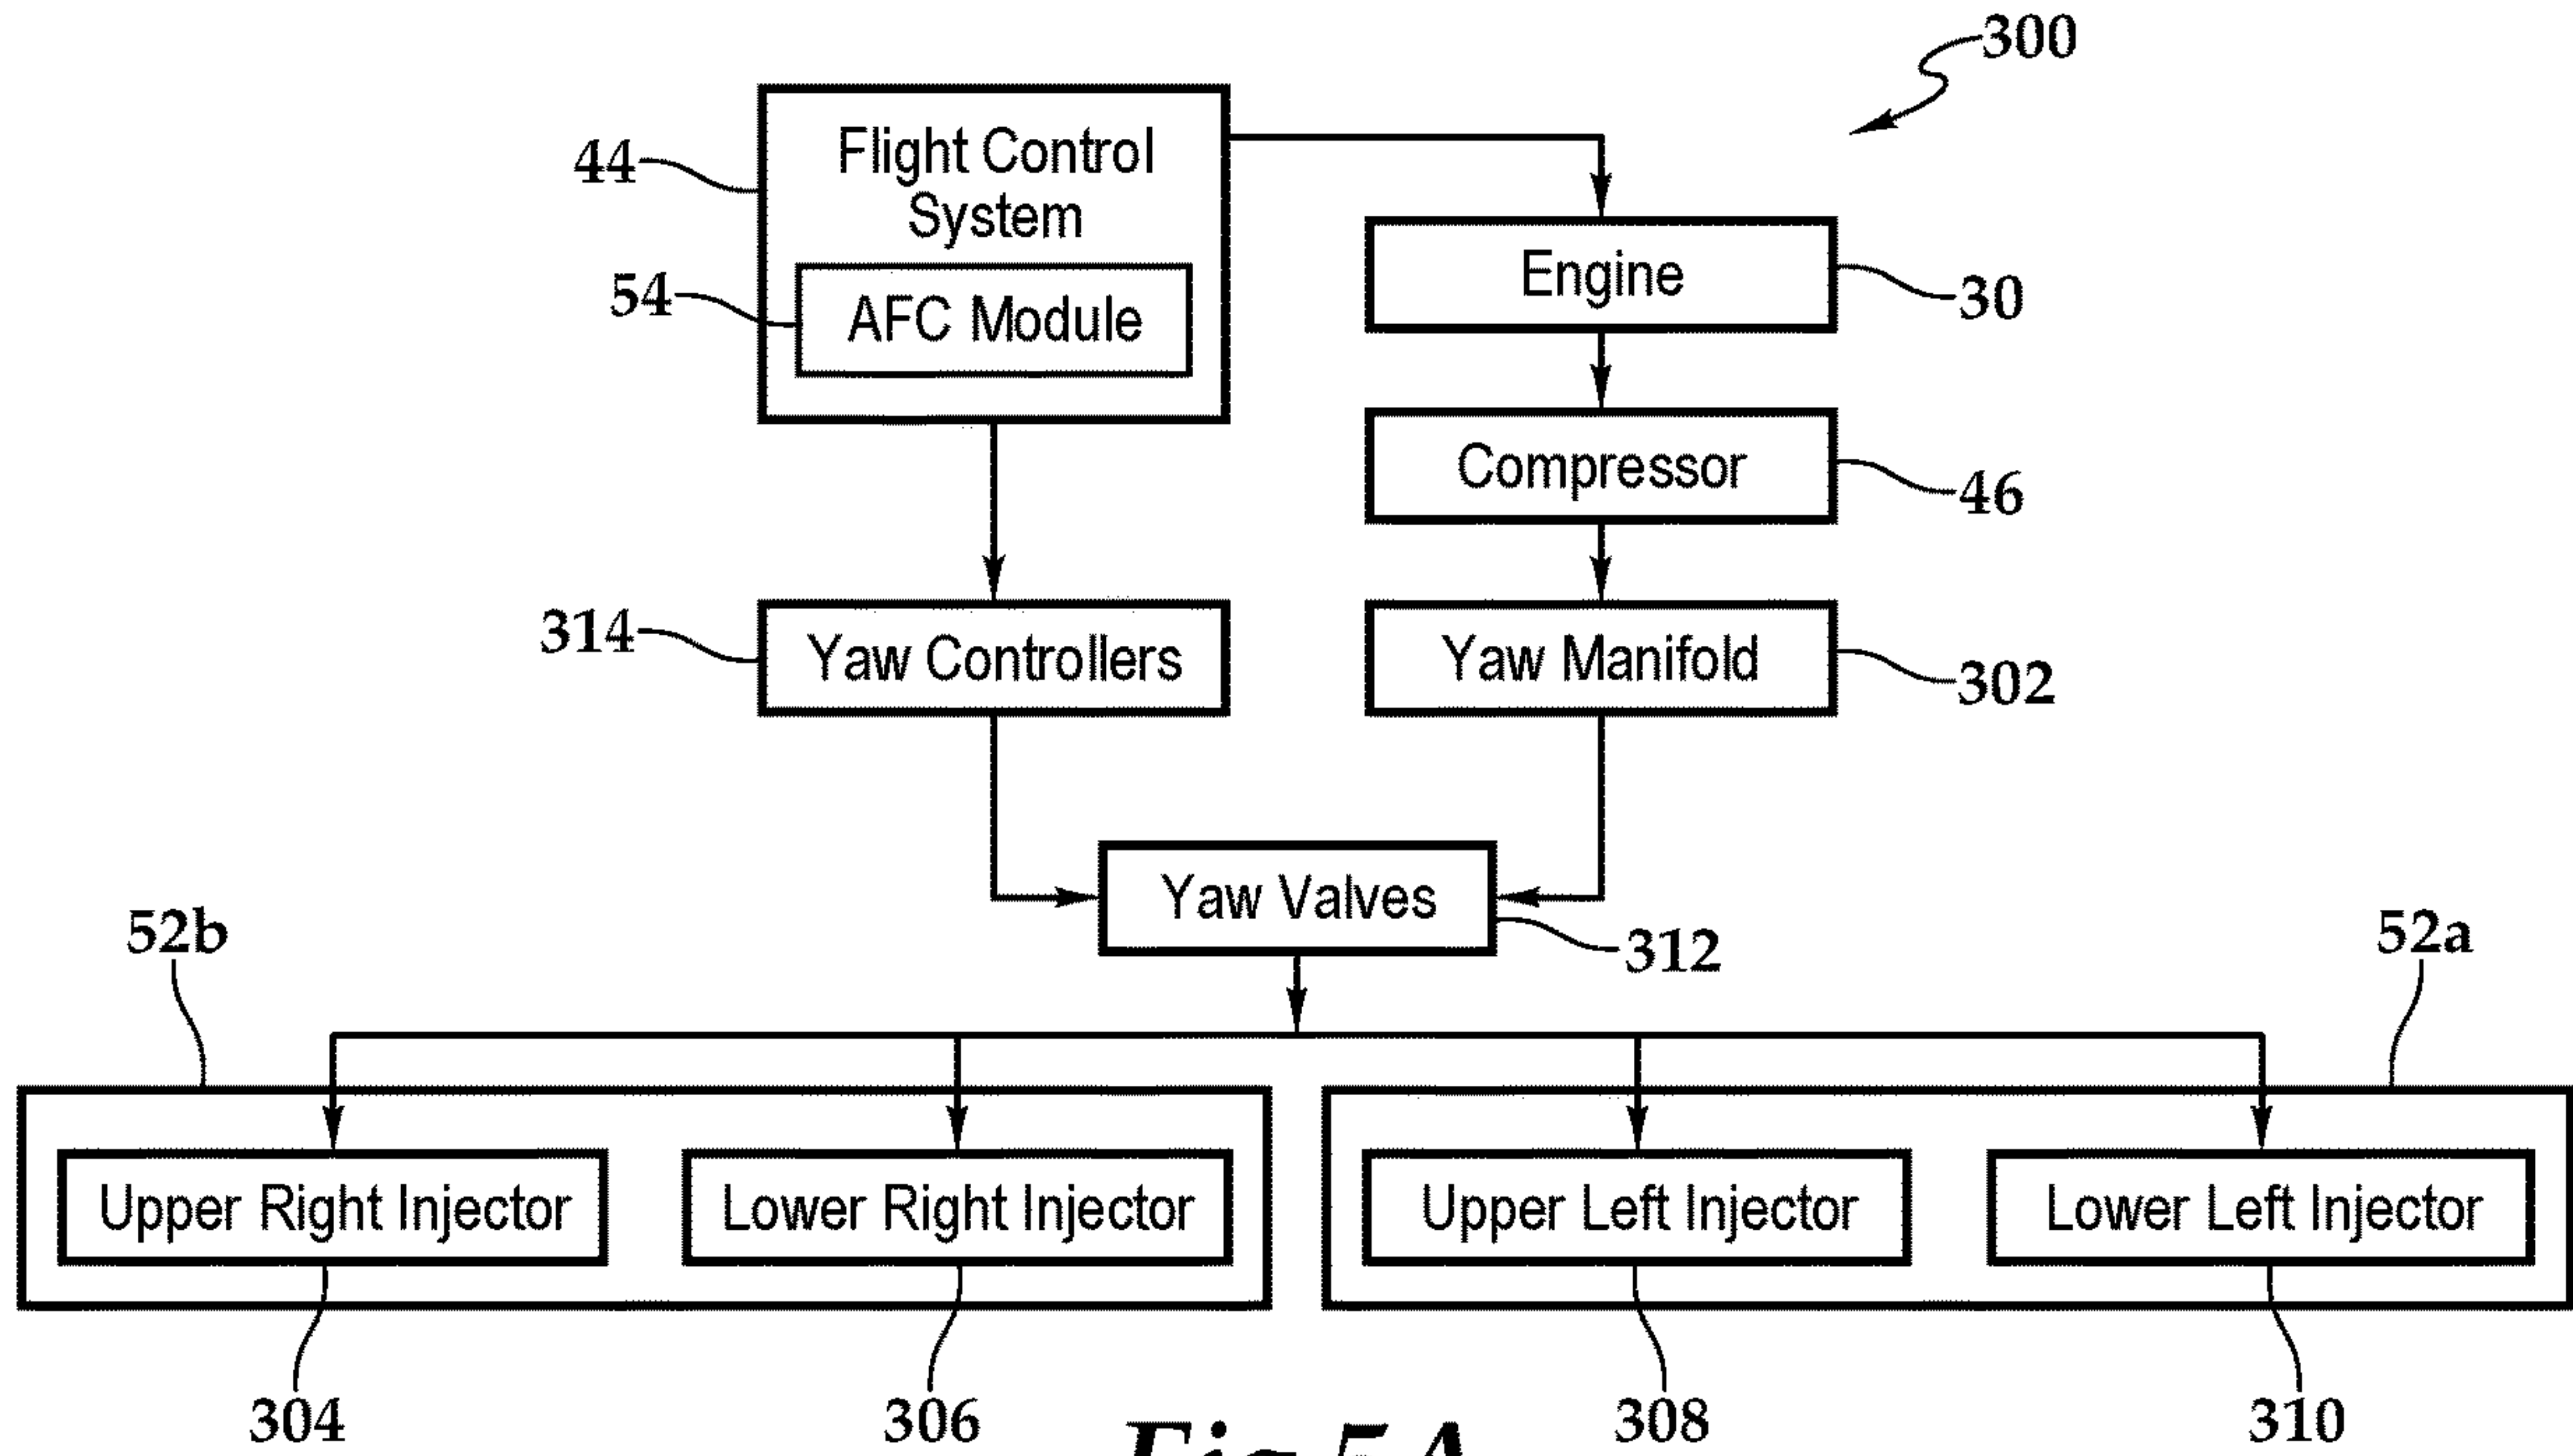 300
Flight Control
System
44
54
AFC Module
Engine
30
Compressor
46
314
Yaw Controllers
Yaw Manifold
302
Yaw Valves
312
52b
52a
Upper Right Injector
Lower Right Injector
Upper Left Injector
Lower Left Injector
304
306
308
310
Fig.5A